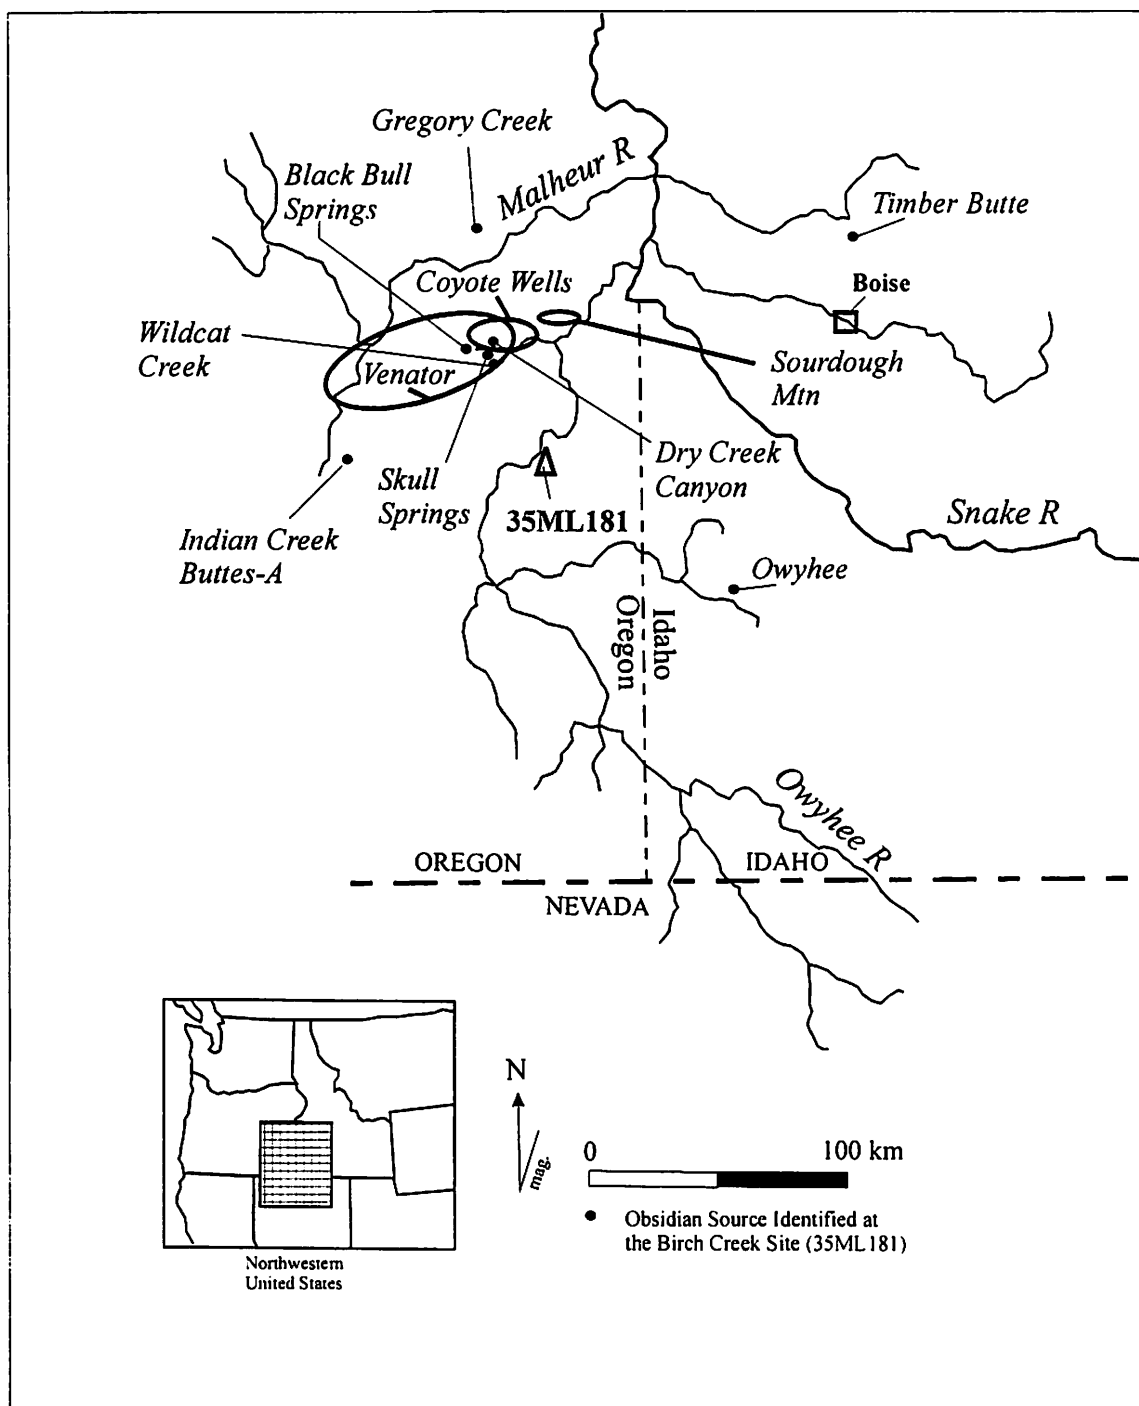 Gregory Creek
Malheur R
Black Bull
Springs
Timber Butte
Coyote Wells
Boise
Wildcat
Creek
Venator
Sourdough
Mtn
Dry Creek
Canyon
Skull
Springs
35ML181
Snake R
Indian Creek
Buttes-A
Owyhee
Idaho
Oregon
Owyhee R
OREGON
IDAHO
NEVADA
N
mag.
0
100 km
Obsidian Source Identified at
the Birch Creek Site (35ML181)
Northwestern
United States